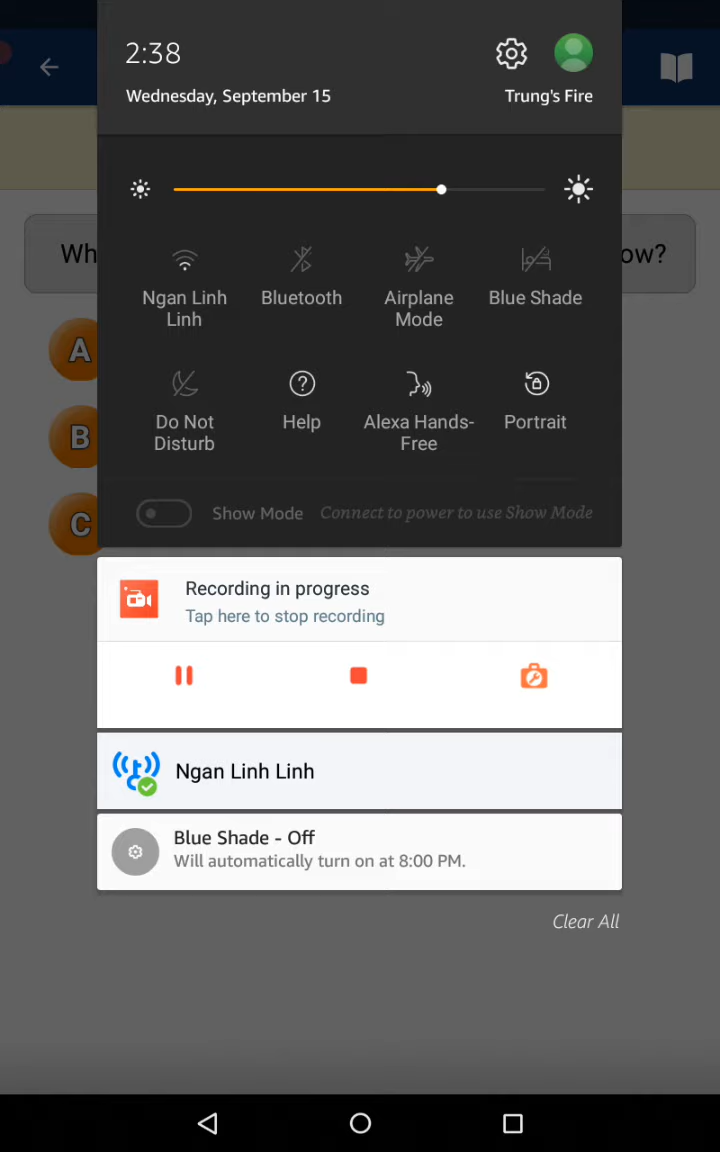 2:38
Wednesday, September 15
Trung's Fire
Wh
ow?
Ngan Linh
Linh
Bluetooth
Airplane
Mode
Blue Shade
A
B
C
Do Not
Disturb
Help
Alexa Hands-
Free
Portrait
Show Mode Connect to power to use Show Mode
Recording in progress
Tap here to stop recording
Ngan Linh Linh
Blue Shade - Off
Will automatically turn on at 8:00 PM.
Clear All